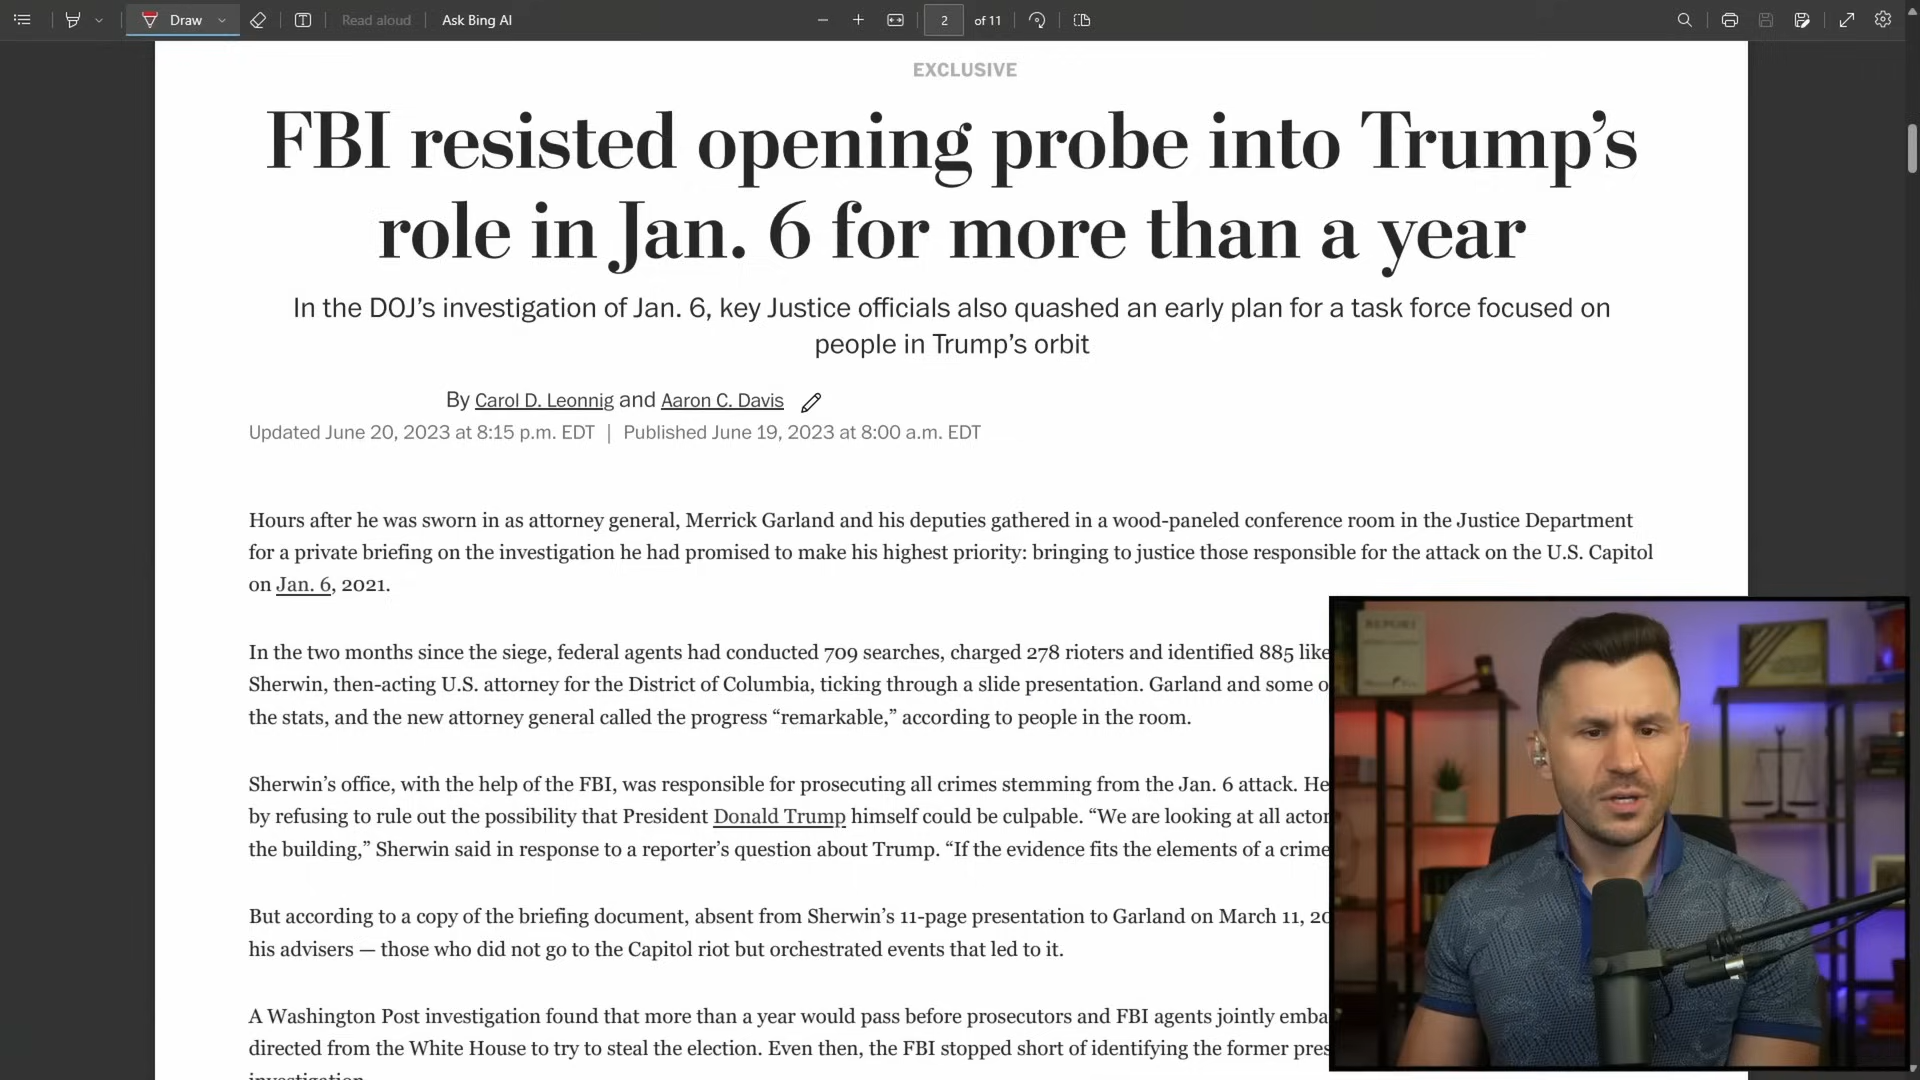 Draw
Read aloud
Ask Bing AI
2
of 11
EXCLUSIVE
FBI resisted opening probe into Trump’s
role in Jan. 6 for more than a year
In the DOJ’s investigation of Jan. 6, key Justice officials also quashed an early plan for a task force focused on
people in Trump’s orbit
By Carol D. Leonnig and Aaron C. Davis
Updated June 20, 2023 at 8:15 p.m. EDT | Published June 19, 2023 at 8:00 a.m. EDT
Hours after he was sworn in as attorney general, Merrick Garland and his deputies gathered in a wood-paneled conference room in the Justice Department
for a private briefing on the investigation he had promised to make his highest priority: bringing to justice those responsible for the attack on the U.S. Capitol
on Jan. 6, 2021.
In the two months since the siege, federal agents had conducted 709 searches, charged 278 rioters and identified 885 like
Sherwin, then-acting U.S. attorney for the District of Columbia, ticking through a slide presentation. Garland and some o
the stats, and the new attorney general called the progress “remarkable,” according to people in the room.
Sherwin’s office, with the help of the FBI, was responsible for prosecuting all crimes stemming from the Jan. 6 attack. He
by refusing to rule out the possibility that President Donald Trump himself could be culpable. “We are looking at all actor
the building,” Sherwin said in response to a reporter’s question about Trump. “If the evidence fits the elements of a crime
But according to a copy of the briefing document, absent from Sherwin’s 11-page presentation to Garland on March 11, 20
his advisers — those who did not go to the Capitol riot but orchestrated events that led to it.
A Washington Post investigation found that more than a year would pass before prosecutors and FBI agents jointly emba
directed from the White House to try to steal the election. Even then, the FBI stopped short of identifying the former pres
investigation.
REPORT